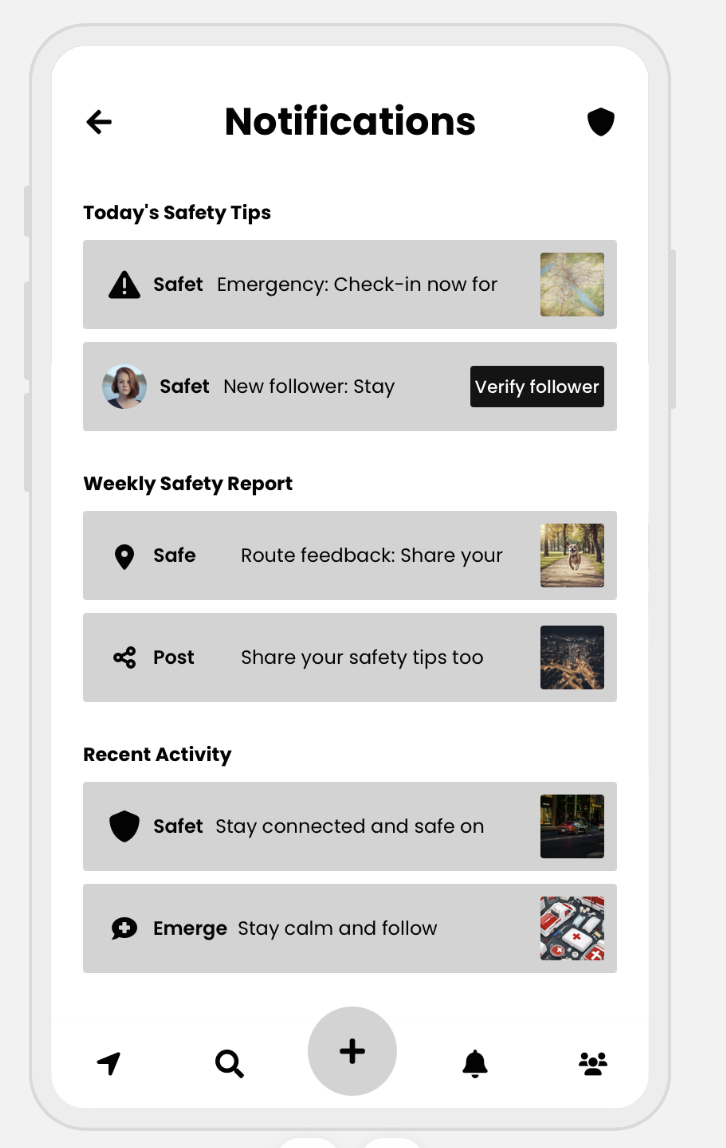 Notifications
Today's Safety Tips
Safet Emergency: Check-in now for
Safet New follower: Stay Verify follower
Weekly Safety Report
Safe Route feedback: Share your
Post Share your safety tips too
Recent Activity
Safet Stay connected and safe on
Emerge Stay calm and follow